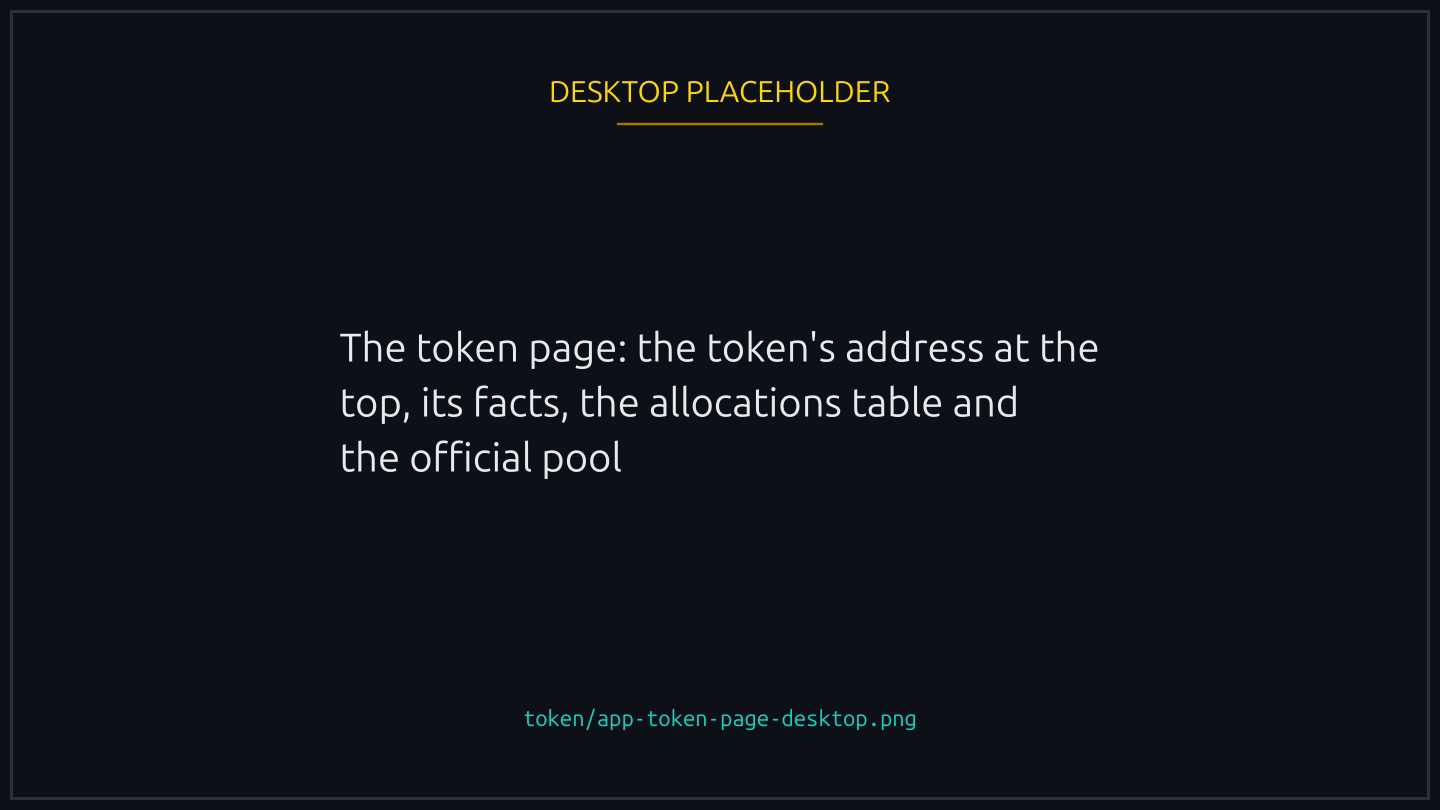 DESKTOP PLACEHOLDER
The token page: the token's address at the
top, its facts, the allocations table and
the official pool
token/app-token-page-desktop.png